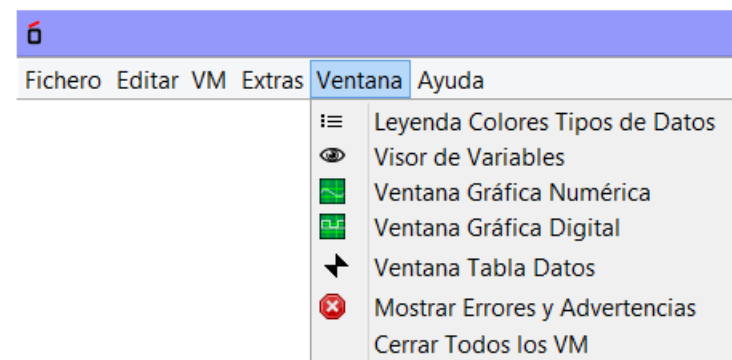 ó
Fichero Editar VM Extras Ventana Ayuda
Leyenda Colores Tipos de Datos
Visor de Variables
Ventana Gráfica Numérica
Ventana Gráfica Digital
Ventana Tabla Datos
Mostrar Errores y Advertencias
Cerrar Todos los VM